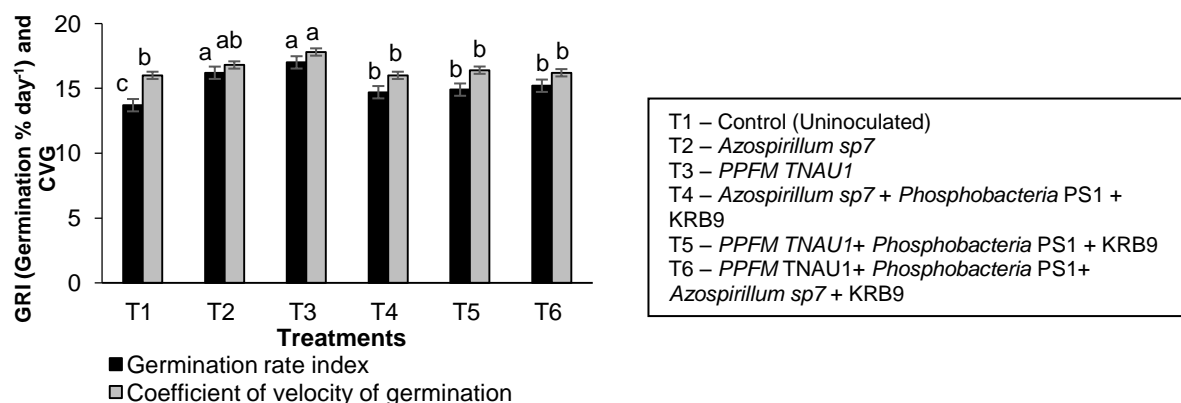 GRI (Germination % day⁻¹) and
CVG
20
15
10
5
0
c b
a ab
a a
b b
b b
b b
T1 T2 T3 T4 T5 T6
Treatments
Germination rate index
Coefficient of velocity of germination
T1 – Control (Uninoculated)
T2 – Azospirillum sp7
T3 – PPFM TNAU1
T4 – Azospirillum sp7 + Phosphobacteria PS1 +
KRB9
T5 – PPFM TNAU1+ Phosphobacteria PS1 + KRB9
T6 – PPFM TNAU1+ Phosphobacteria PS1+
Azospirillum sp7 + KRB9